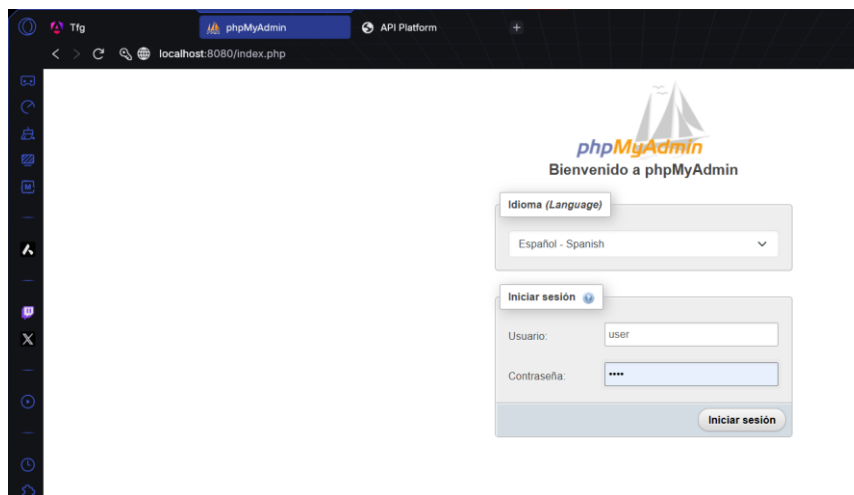 Tfg
phpMyAdmin
API Platform
localhost:8080/index.php
phpMyAdmin
Bienvenido a phpMyAdmin
Idioma (Language)
Español - Spanish
Iniciar sesión
Usuario:
user
Contraseña:
••••
Iniciar sesión